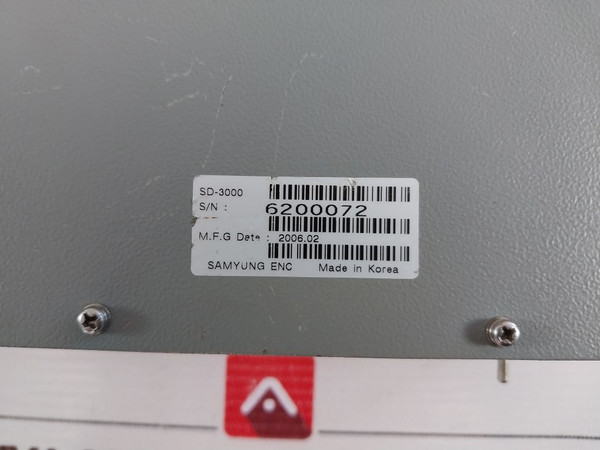 SD-3000
S/N : 6200072
M.F.G Date : 2006.02
SAMYUNG ENC Made in Korea